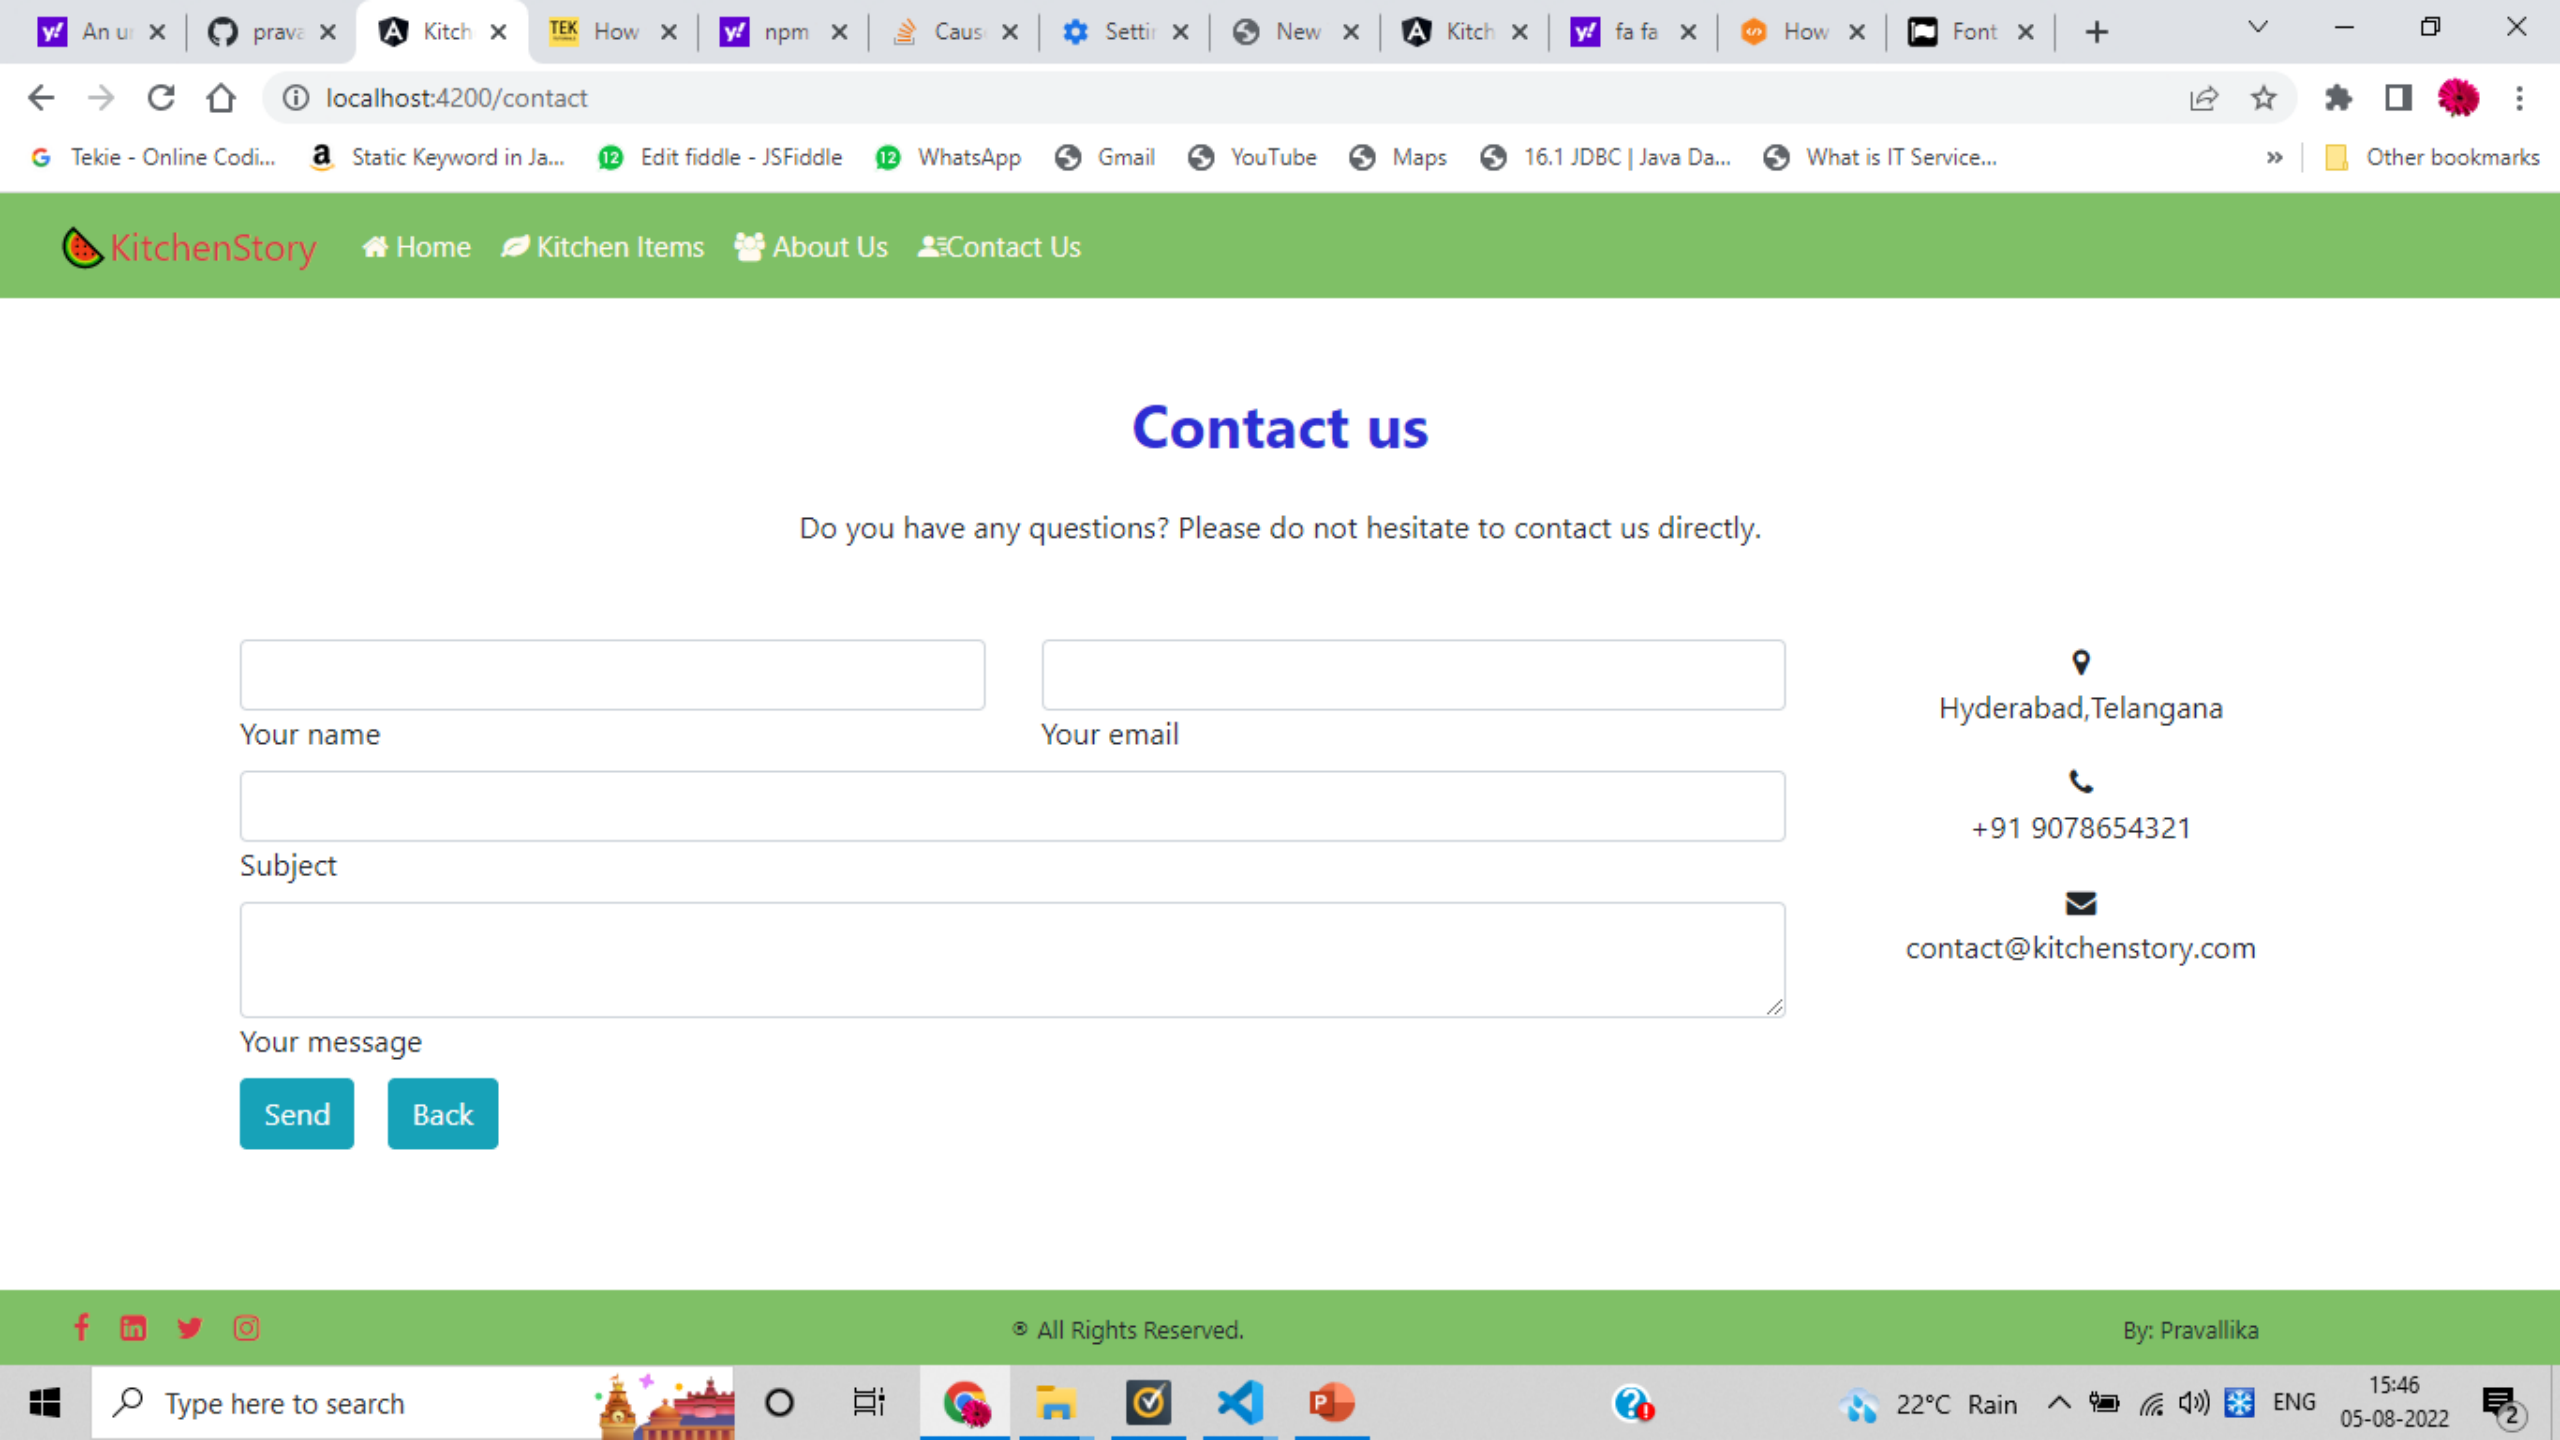 An u prava Kitch How npm Caus Settin New Kitch fa fa How Font
localhost:4200/contact
Tekie - Online Codi... Static Keyword in Ja... Edit fiddle - JSFiddle WhatsApp Gmail YouTube Maps 16.1 JDBC | Java Da... What is IT Service... » Other bookmarks
KitchenStory Home Kitchen Items About Us Contact Us
Contact us
Do you have any questions? Please do not hesitate to contact us directly.
Your name Your email
Subject
Your message
Send Back
Hyderabad,Telangana
+91 9078654321
contact@kitchenstory.com
® All Rights Reserved. By: Pravallika
Type here to search 22°C Rain ENG 15:46
05-08-2022 2